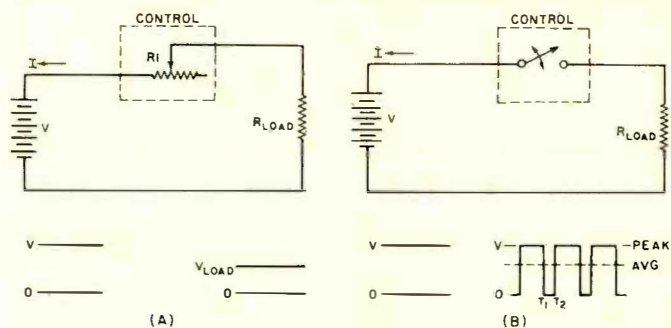 CONTROL
I
R1
V
RLOAD
V
0
VLOAD
0
(A)
CONTROL
I
V
RLOAD
V
0
V
0
PEAK
AVG
T1 T2
(B)